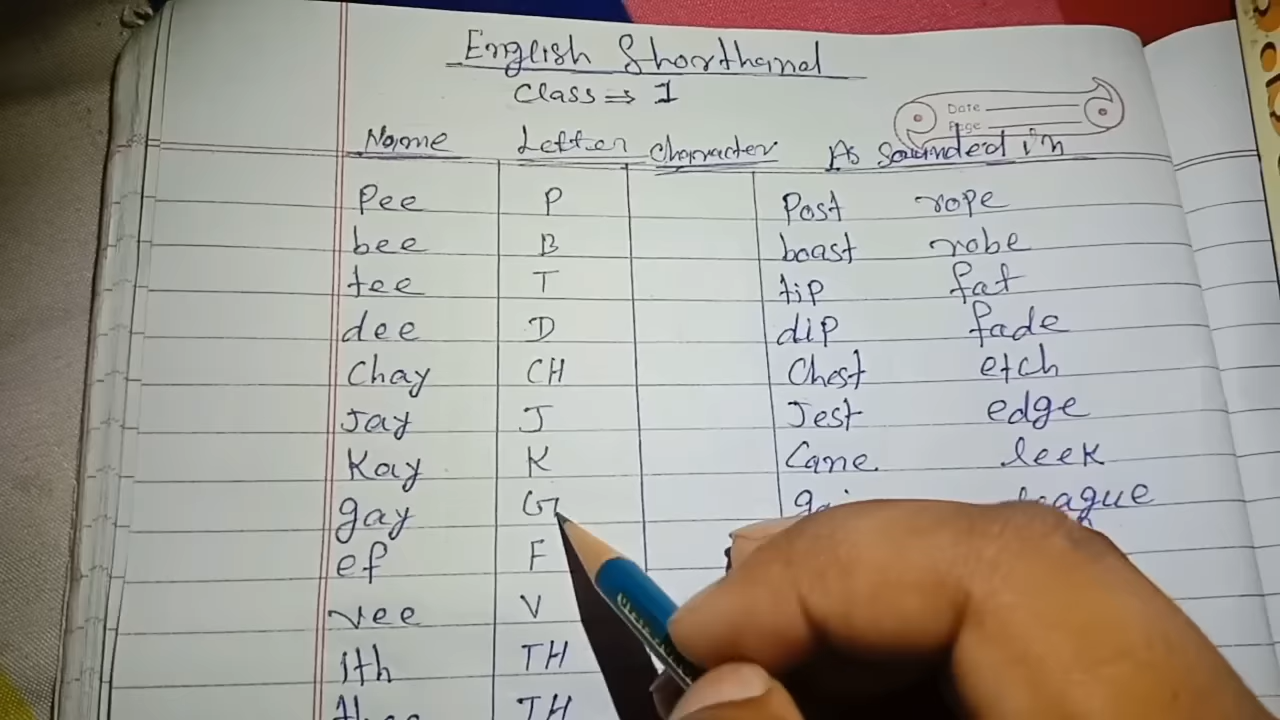 English Shorthand
Class ⇒ 1
Date
Page
Name Letter Character As Sounded in
Pee P Post rope
bee B boast robe
tee T tip fat
dee D dip fade
Chay CH Chest etch
Jay J Jest edge
Kay K Cane leek
gay G
ef F
vee V
Ith TH
TH